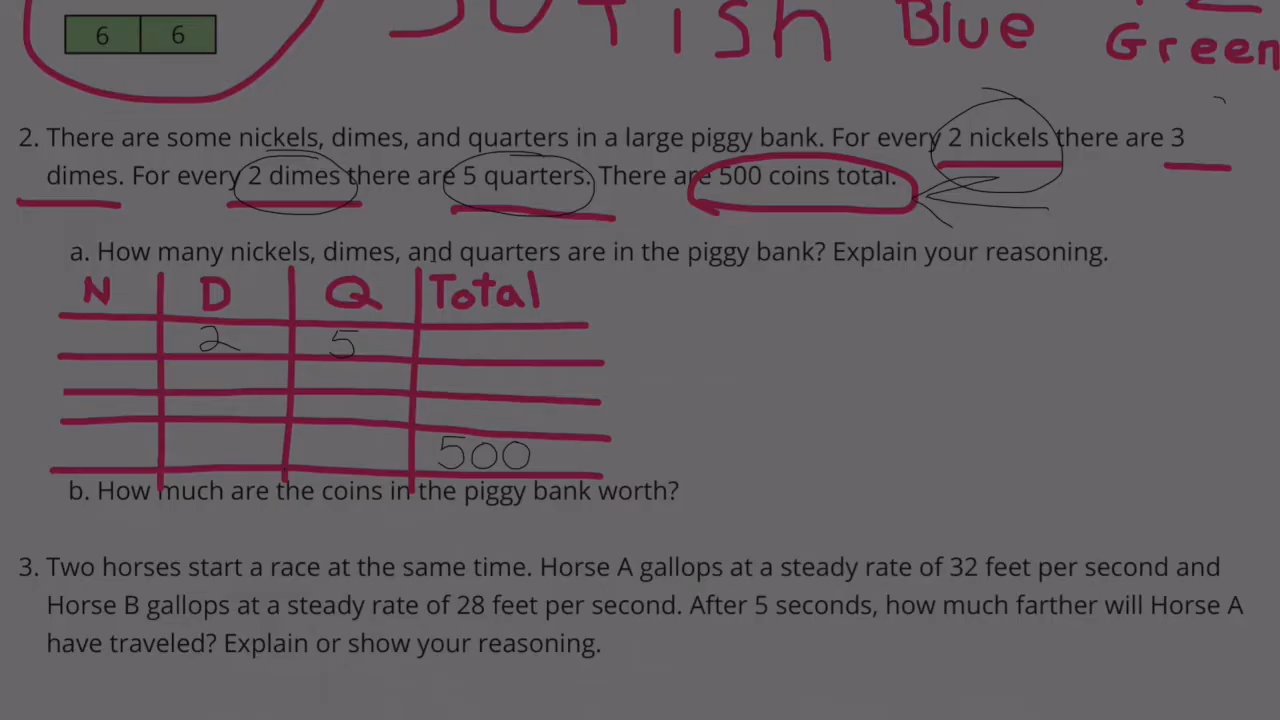 6 6
Fish Blue
Green
2. There are some nickels, dimes, and quarters in a large piggy bank. For every 2 nickels there are 3
dimes. For every 2 dimes there are 5 quarters. There are 500 coins total.
a. How many nickels, dimes, and quarters are in the piggy bank? Explain your reasoning.
N D Q Total
2 5
500
b. How much are the coins in the piggy bank worth?
3. Two horses start a race at the same time. Horse A gallops at a steady rate of 32 feet per second and
Horse B gallops at a steady rate of 28 feet per second. After 5 seconds, how much farther will Horse A
have traveled? Explain or show your reasoning.